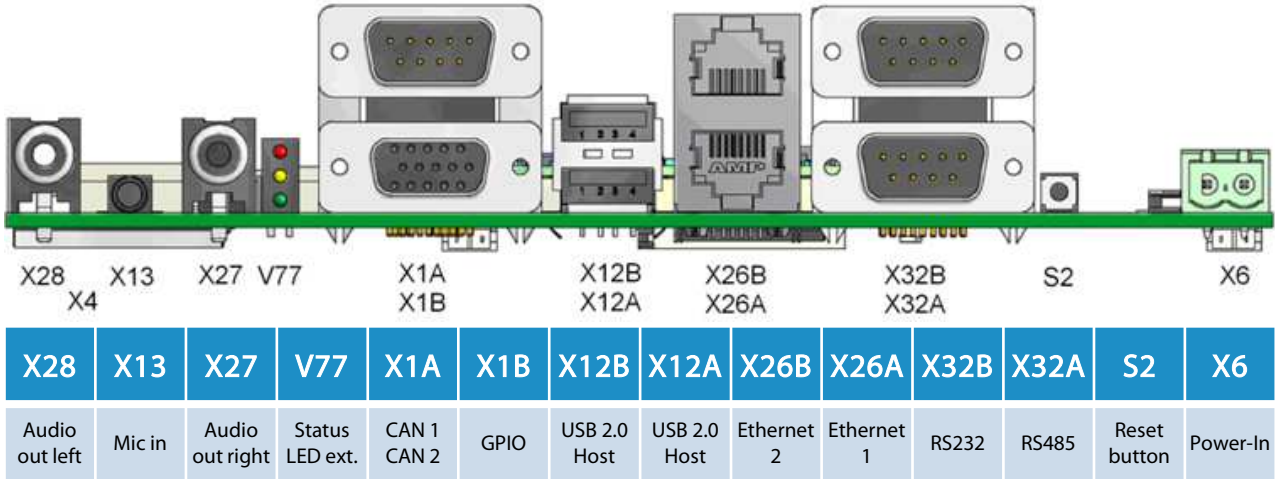 1 2 3 4
AMP
1 2 3 4
X28 X13 X27 V77 X1A X12B X26B X32B S2 X6
X4 X1B X12A X26A X32A
X28 X13 X27 V77 X1A X1B X12B X12A X26B X26A X32B X32A S2 X6
Audio out left
Mic in
Audio out right
Status LED ext.
CAN 1
CAN 2
GPIO
USB 2.0
Host
USB 2.0
Host
Ethernet
2
Ethernet
1
RS232
RS485
Reset
button
Power-In